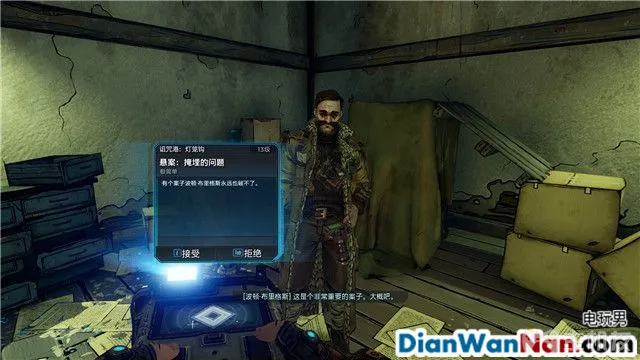 诅咒港：灯笼钩 13级
悬案：掩埋的问题
极简单
有个案子波顿·布里格斯永远也破不了。
接受 拒绝
[波顿·布里格斯] 这是个非常重要的案子。大概吧。
电玩男
DianWanNan.com